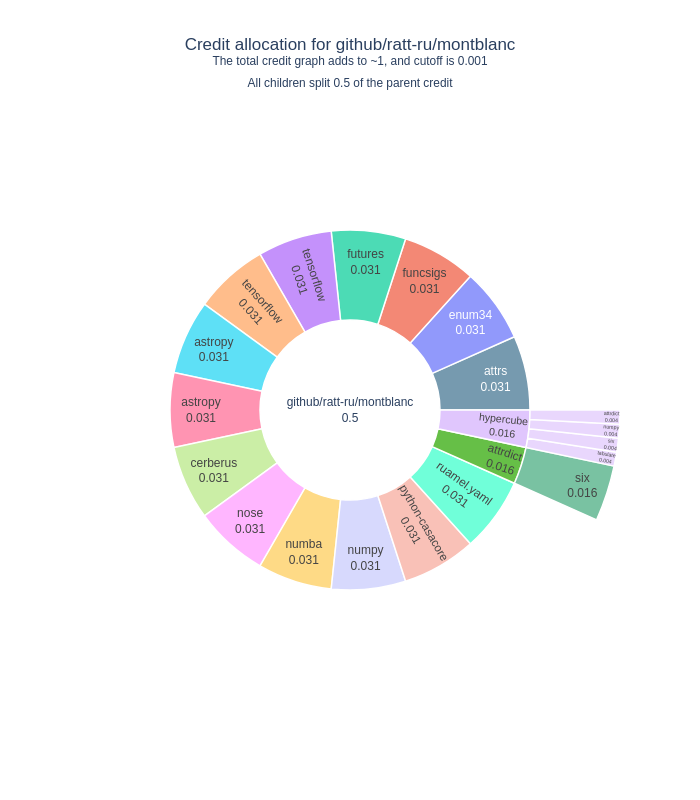 Credit allocation for github/ratt-ru/montblanc
The total credit graph adds to ~1, and cutoff is 0.001
All children split 0.5 of the parent credit
github/ratt-ru/montblanc
0.5
attrs
0.031
enum34
0.031
funcsigs
0.031
futures
0.031
tensorflow
0.031
tensorflow
0.031
astropy
0.031
astropy
0.031
cerberus
0.031
nose
0.031
numba
0.031
numpy
0.031
python-casacore
0.031
ruamel.yaml
0.031
attrdict
0.016
six
0.016
hypercube
0.016
attrdict
0.004
numpy
0.004
six
0.004
tabulate
0.004